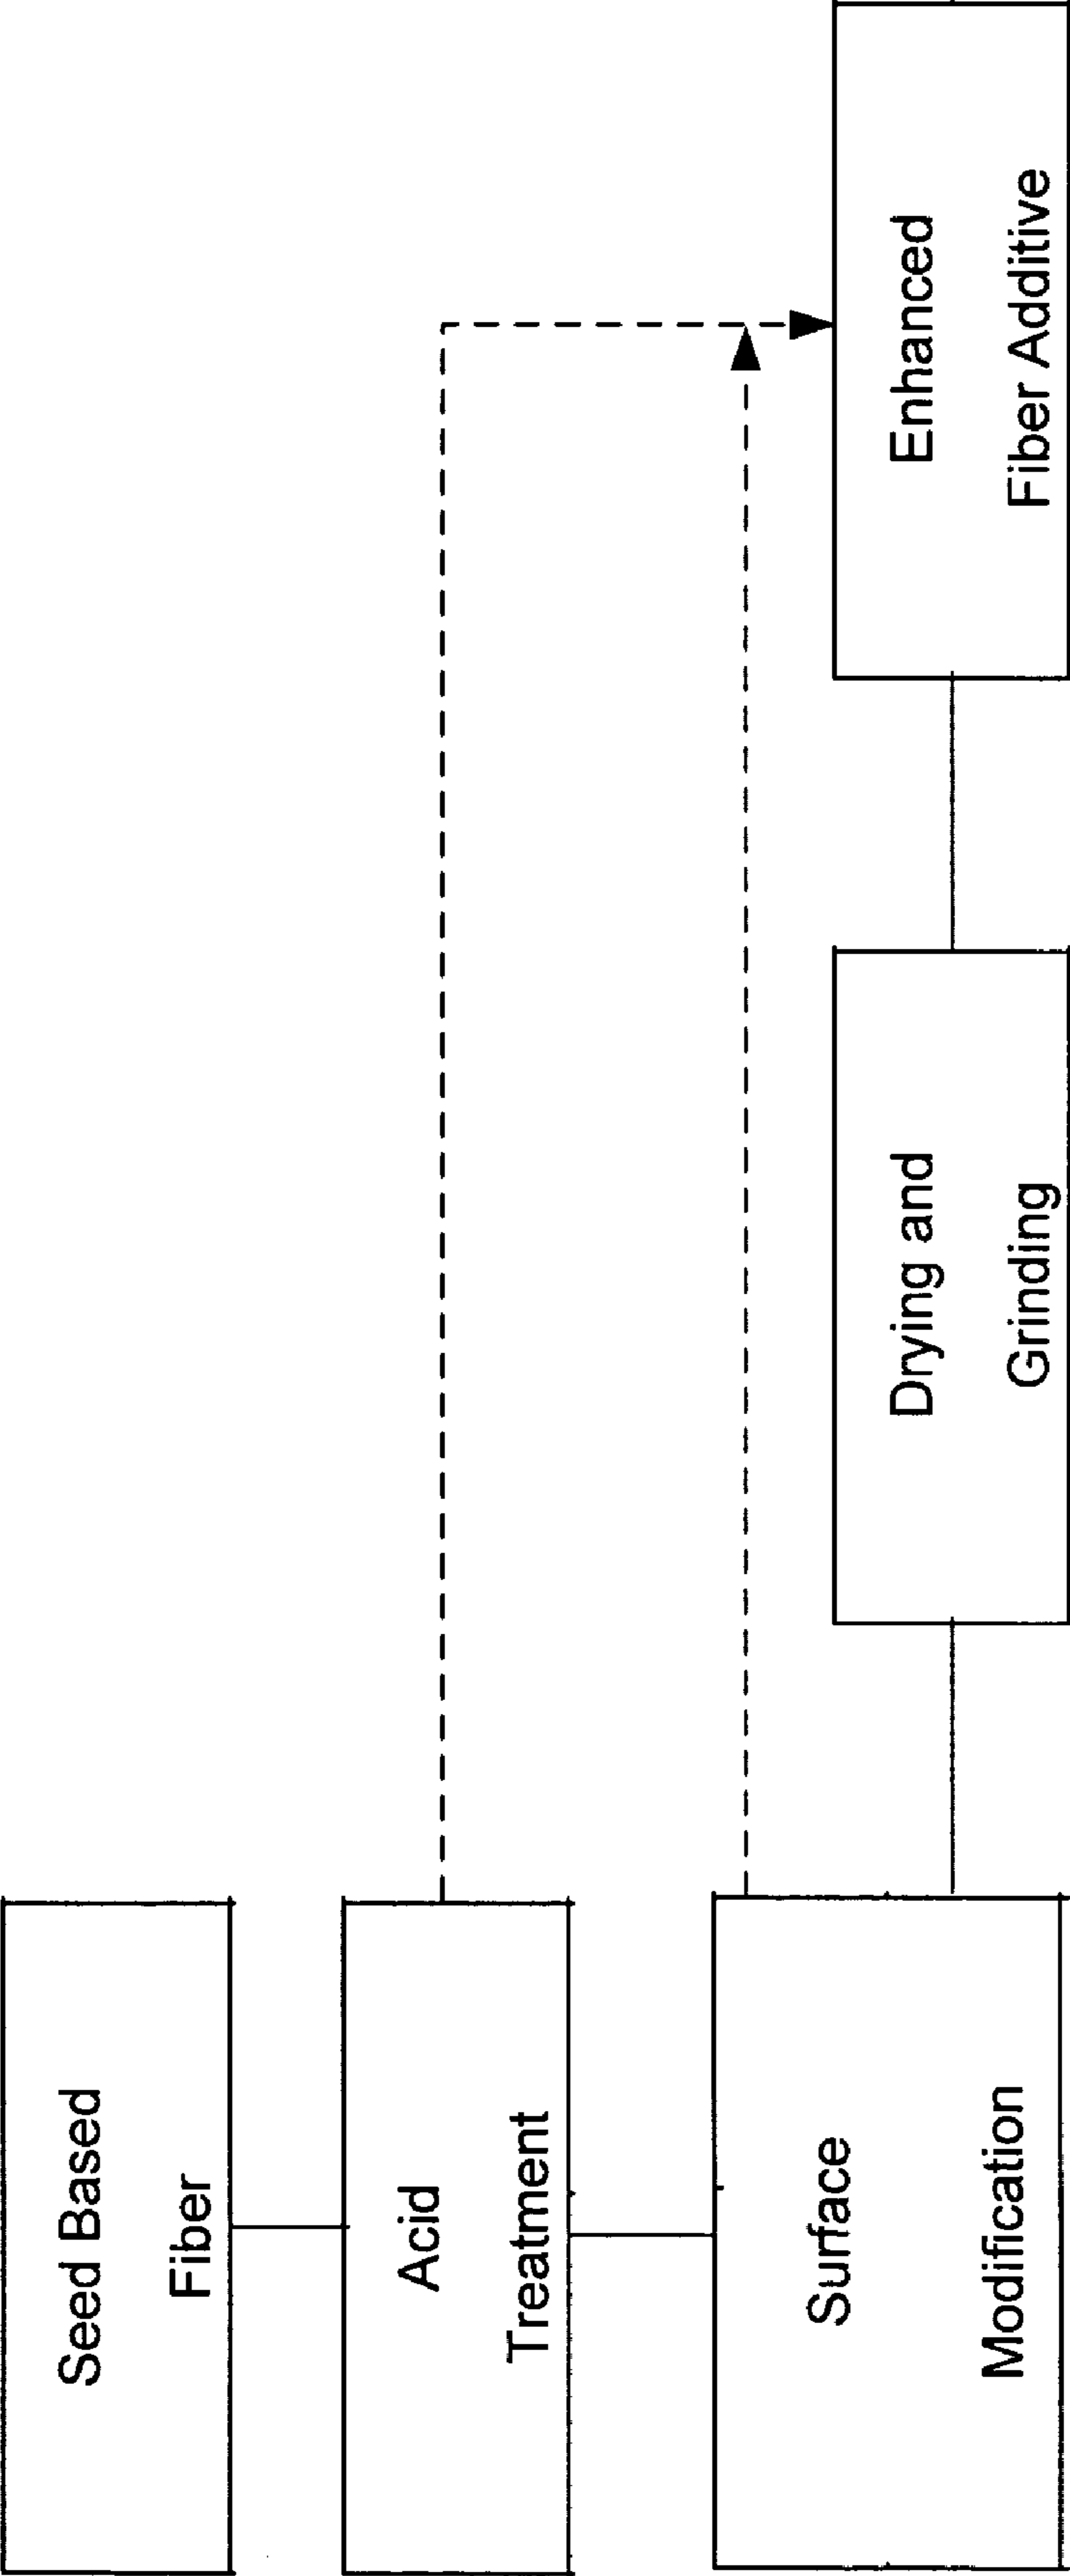 Seed Based
Fiber
Acid
Treatment
Surface
Modification
Drying and
Grinding
Enhanced
Fiber Additive